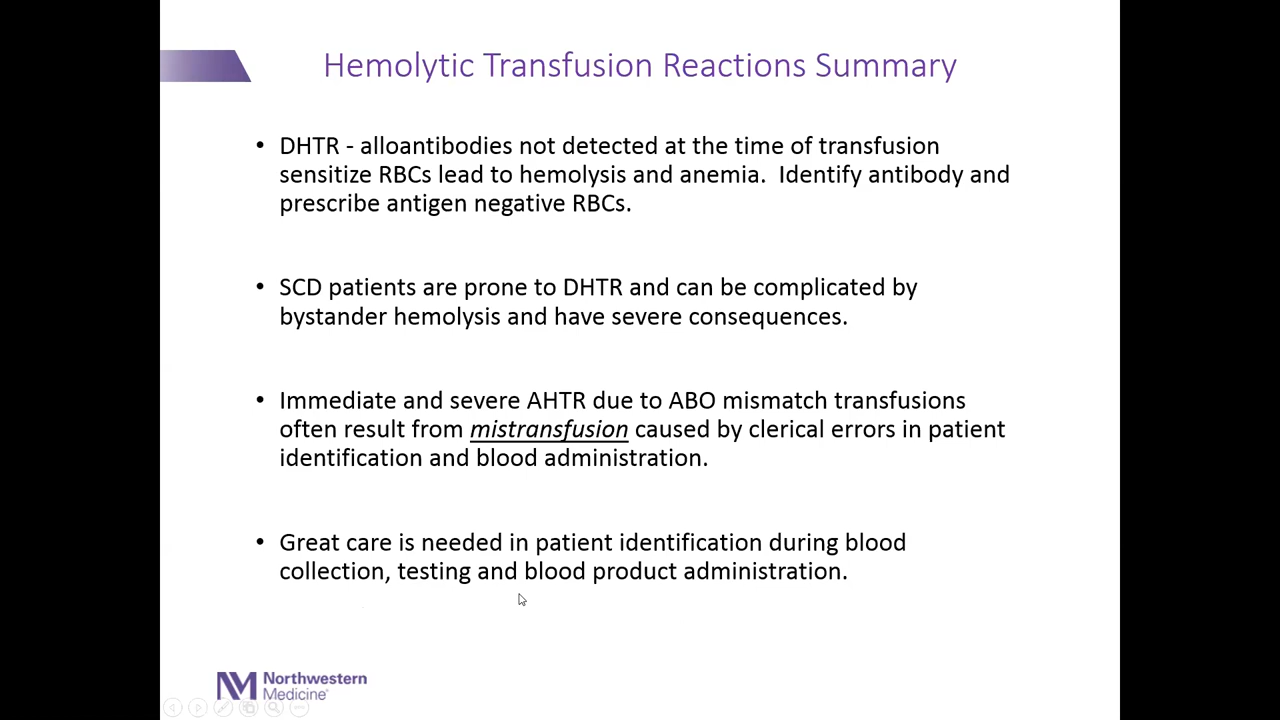 Hemolytic Transfusion Reactions Summary
• DHTR - alloantibodies not detected at the time of transfusion
sensitize RBCs lead to hemolysis and anemia.  Identify antibody and
prescribe antigen negative RBCs.
• SCD patients are prone to DHTR and can be complicated by
bystander hemolysis and have severe consequences.
• Immediate and severe AHTR due to ABO mismatch transfusions
often result from mistransfusion caused by clerical errors in patient
identification and blood administration.
• Great care is needed in patient identification during blood
collection, testing and blood product administration.
NM Northwestern
Medicine®